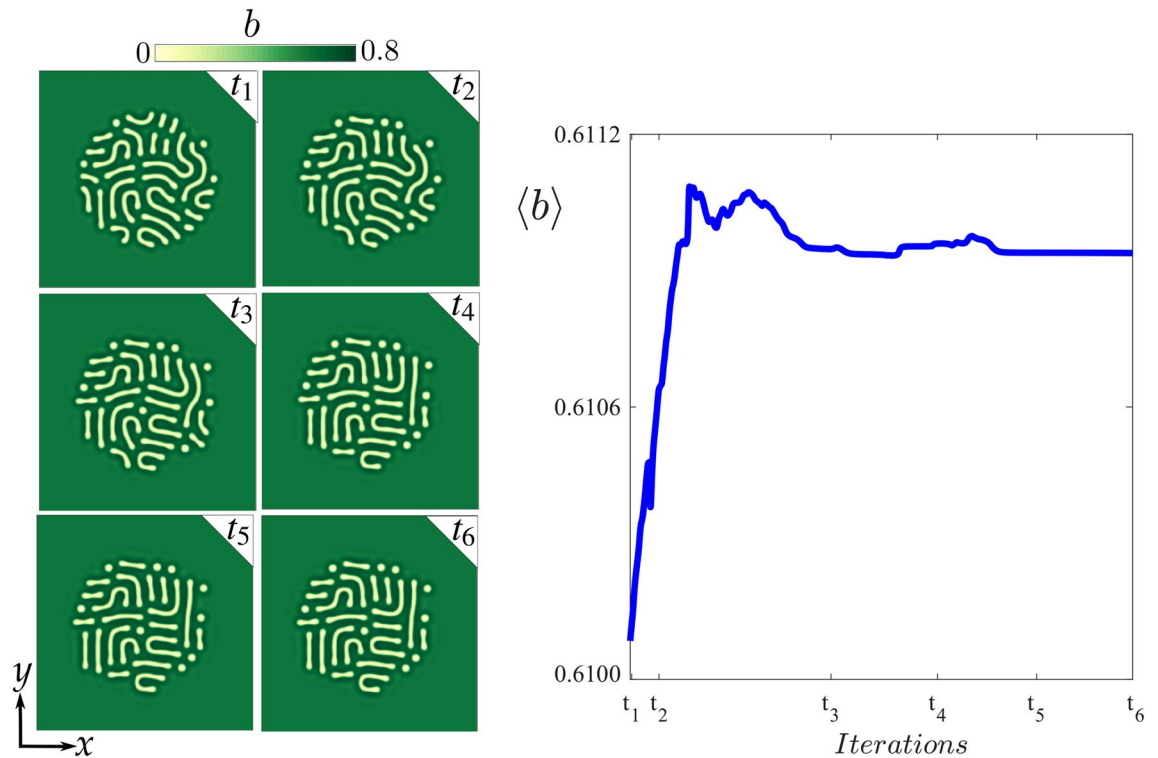 b
0 0.8
t1 t2
t3 t4
t5 t6
y
x
0.6112
⟨b⟩
0.6106
0.6100
t1 t2 t3 t4 t5 t6
Iterations